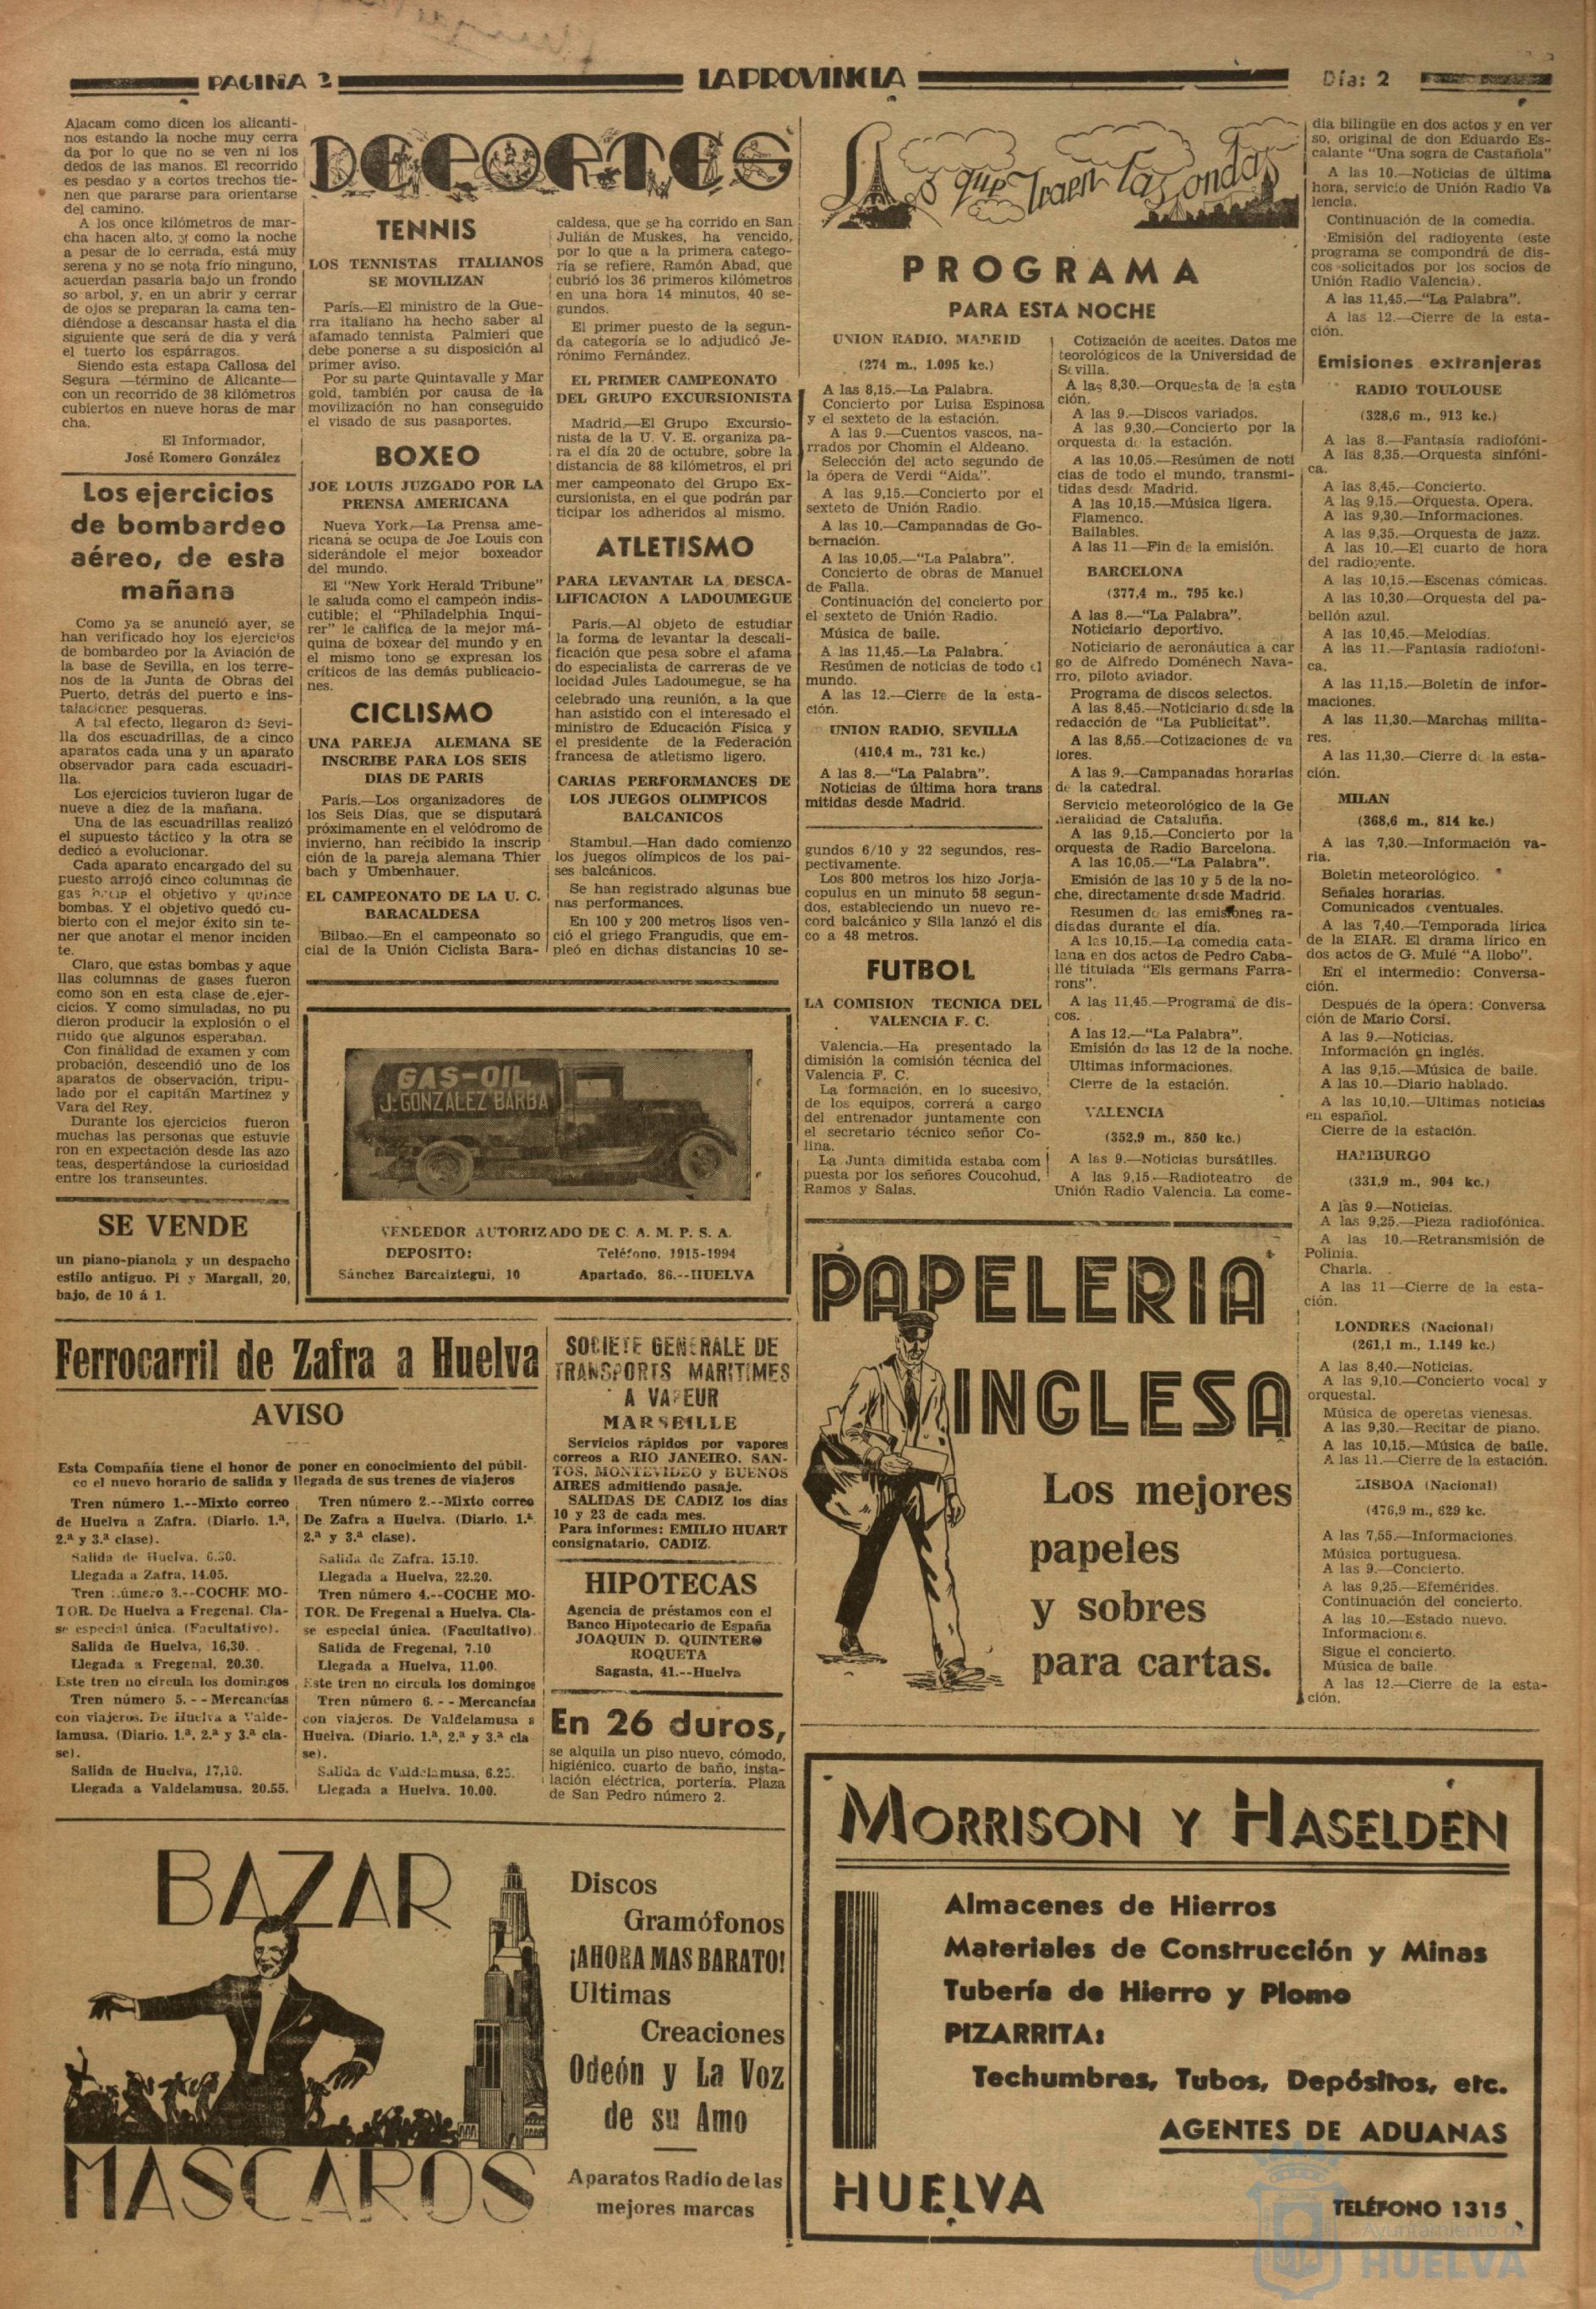 PAGINA 2
LA PROVINCIA
Día: 2
Alacam como dicen los alicanti-
nos estando la noche muy cerra
da por lo que no se ven ni los
dedos de las manos. El recorrido
es pesdao y a cortos trechos tie-
nen que pararse para orientarse
del camino.
A los once kilómetros de mar-
cha hacen alto, y como la noche
a pesar de lo cerrada, está muy
serena y no se nota frío ninguno,
acuerdan pasarla bajo un frondo
so arbol, y, en un abrir y cerrar
de ojos se preparan la cama ten-
diéndose a descansar hasta el dia
siguiente que será de dia y verá
el tuerto los espárragos.
Siendo esta estapa Callosa del
Segura —término de Alicante—
con un recorrido de 38 kilómetros
cubiertos en nueve horas de mar
cha.
El Informador,
José Romero González
Los ejercicios
de bombardeo
aéreo, de esta
mañana
Como ya se anunció ayer, se
han verificado hoy los ejercicios
de bombardeo por la Aviación de
la base de Sevilla, en los terre-
nos de la Junta de Obras del
Puerto, detrás del puerto e ins-
talaciones pesqueras.
A tal efecto, llegaron de Sevi-
lla dos escuadrillas, de a cinco
aparatos cada una y un aparato
observador para cada escuadri-
lla.
Los ejercicios tuvieron lugar de
nueve a diez de la mañana.
Una de las escuadrillas realizó
el supuesto táctico y la otra se
dedicó a evolucionar.
Cada aparato encargado del su
puesto arrojó cinco columnas de
gas hacia el objetivo y quince
bombas. Y el objetivo quedó cu-
bierto con el mejor éxito sin te-
ner que anotar el menor inciden
te.
Claro, que estas bombas y aque
llas columnas de gases fueron
como son en esta clase de ejer-
cicios. Y como simuladas, no pu
dieron producir la explosión o el
ruido que algunos esperaban.
Con finalidad de examen y com
probación, descendió uno de los
aparatos de observación, tripu-
lado por el capitán Martínez y
Vara del Rey.
Durante los ejercicios fueron
muchas las personas que estuvie
ron en expectación desde las azo
teas, despertándose la curiosidad
entre los transeuntes.
SE VENDE
un piano-pianola y un despacho
estilo antiguo. Pi y Margall, 20,
bajo, de 10 á 1.
DEPORTES
TENNIS
LOS TENNISTAS ITALIANOS
SE MOVILIZAN
París.—El ministro de la Gue-
rra italiano ha hecho saber al
afamado tennista Palmieri que
debe ponerse a su disposición al
primer aviso.
Por su parte Quintavalle y Mar
gold, también por causa de la
movilización no han conseguido
el visado de sus pasaportes.
BOXEO
JOE LOUIS JUZGADO POR LA
PRENSA AMERICANA
Nueva York.—La Prensa ame-
ricana se ocupa de Joe Louis con
siderándole el mejor boxeador
del mundo.
El "New York Herald Tribune"
le saluda como el campeón indis-
cutible; el "Philadelphia Inqui-
rer" le califica de la mejor má-
quina de boxear del mundo y en
el mismo tono se expresan los
críticos de las demás publicacio-
nes.
CICLISMO
UNA PAREJA ALEMANA SE
INSCRIBE PARA LOS SEIS
DIAS DE PARIS
París.—Los organizadores de
los Seis Días, que se disputará
próximamente en el velódromo de
invierno, han recibido la inscrip
ción de la pareja alemana Thier
bach y Umbenhauer.
EL CAMPEONATO DE LA U. C.
BARACALDESA
Bilbao.—En el campeonato so
cial de la Unión Ciclista Bara-
caldesa, que se ha corrido en San
Julián de Muskes, ha vencido,
por lo que a la primera catego-
ría se refiere, Ramón Abad, que
cubrió los 36 primeros kilómetros
en una hora 14 minutos, 40 se-
gundos.
El primer puesto de la segun-
da categoría se lo adjudicó Je-
rónimo Fernández.
EL PRIMER CAMPEONATO
DEL GRUPO EXCURSIONISTA
Madrid.—El Grupo Excursio-
nista de la U. V. E. organiza pa-
ra el día 20 de octubre, sobre la
distancia de 88 kilómetros, el pri
mer campeonato del Grupo Ex-
cursionista, en el que podrán par
ticipar los adheridos al mismo.
ATLETISMO
PARA LEVANTAR LA DESCA-
LIFICACION A LADOUMEGUE
París.—Al objeto de estudiar
la forma de levantar la descali-
ficación que pesa sobre el afama
do especialista de carreras de ve
locidad Jules Ladoumegue, se ha
celebrado una reunión, a la que
han asistido con el interesado el
ministro de Educación Física y
el presidente de la Federación
francesa de atletismo ligero.
CARIAS PERFORMANCES DE
LOS JUEGOS OLIMPICOS
BALCANICOS
Stambul.—Han dado comienzo
los juegos olímpicos de los pai-
ses balcánicos.
Se han registrado algunas bue
nas performances.
En 100 y 200 metros lisos ven-
ció el griego Frangudis, que em-
pleó en dichas distancias 10 se-
gundos 6/10 y 22 segundos, res-
pectivamente.
Los 800 metros los hizo Jorja-
copulus en un minuto 58 segun-
dos, estableciendo un nuevo re-
cord balcánico y Slla lanzó el dis
co a 48 metros.
FUTBOL
LA COMISION TECNICA DEL
VALENCIA F. C.
Valencia.—Ha presentado la
dimisión la comisión técnica del
Valencia F. C.
La formación, en lo sucesivo,
de los equipos, correrá a cargo
del entrenador juntamente con
el secretario técnico señor Co-
lina.
La Junta dimitida estaba com
puesta por los señores Coucohud,
Ramos y Salas.
GAS-OIL
J. GONZALEZ BARBA
VENDEDOR AUTORIZADO DE C. A. M. P. S. A.
DEPOSITO: Teléfono, 1915-1994
Sánchez Barcaiztegui, 10 Apartado, 86.--HUELVA
Los que traen las ondas
PROGRAMA
PARA ESTA NOCHE
UNION RADIO, MADRID
(274 m., 1.095 kc.)
A las 8,15.—La Palabra.
Concierto por Luisa Espinosa
y el sexteto de la estación.
A las 9.—Cuentos vascos, na-
rrados por Chomin el Aldeano.
Selección del acto segundo de
la ópera de Verdi "Aida".
A las 9,15.—Concierto por el
sexteto de Unión Radio.
A las 10.—Campanadas de Go-
bernación.
A las 10,05.—"La Palabra".
Concierto de obras de Manuel
de Falla.
Continuación del concierto por
el sexteto de Unión Radio.
Música de baile.
A las 11,45.—La Palabra.
Resúmen de noticias de todo el
mundo.
A las 12.—Cierre de la esta-
ción.
UNION RADIO, SEVILLA
(410,4 m., 731 kc.)
A las 8.—"La Palabra".
Noticias de última hora trans
mitidas desde Madrid.
Cotización de aceites. Datos me
teorológicos de la Universidad de
Sevilla.
A las 8,30.—Orquesta de la esta
ción.
A las 9.—Discos variados.
A las 9,30.—Concierto por la
orquesta de la estación.
A las 10,05.—Resúmen de noti
cias de todo el mundo, transmi-
tidas desde Madrid.
A las 10,15.—Música ligera.
Flamenco.
Bailables.
A las 11.—Fin de la emisión.
BARCELONA
(377,4 m., 795 kc.)
A las 8.—"La Palabra".
Noticiario deportivo.
Noticiario de aeronáutica a car
go de Alfredo Doménech Nava-
rro, piloto aviador.
Programa de discos selectos.
A las 8,45.—Noticiario desde la
redacción de "La Publicitat".
A las 8,55.—Cotizaciones de va
lores.
A las 9.—Campanadas horarias
de la catedral.
Servicio meteorológico de la Ge
neralidad de Cataluña.
A las 9,15.—Concierto por la
orquesta de Radio Barcelona.
A las 10,05.—"La Palabra".
Emisión de las 10 y 5 de la no-
che, directamente desde Madrid.
Resumen de las emisiones ra-
diadas durante el día.
A las 10,15.—La comedia cata-
lana en dos actos de Pedro Caba-
llé titulada "Els germans Farra-
rons".
A las 11,45.—Programa de dis-
cos.
A las 12.—"La Palabra".
Emisión de las 12 de la noche.
Ultimas informaciones.
Cierre de la estación.
VALENCIA
(352,9 m., 850 kc.)
A las 9.—Noticias bursátiles.
A las 9,15.—Radioteatro de
Unión Radio Valencia. La come-
dia bilingüe en dos actos y en ver
so, original de don Eduardo Es-
calante "Una sogra de Castañola"
A las 10.—Noticias de última
hora, servicio de Unión Radio Va
lencia.
Continuación de la comedia.
Emisión del radioyente (este
programa se compondrá de dis-
cos solicitados por los socios de
Unión Radio Valencia).
A las 11,45.—"La Palabra".
A las 12.—Cierre de la esta-
ción.
Emisiones extranjeras
RADIO TOULOUSE
(328,6 m., 913 kc.)
A las 8.—Fantasía radiofóni-
A las 8,35.—Orquesta sinfóni-
ca.
A las 8,45.—Concierto.
A las 9,15.—Orquesta. Opera.
A las 9,30.—Informaciones.
A las 9,35.—Orquesta de jazz.
A las 10.—El cuarto de hora
del radioyente.
A las 10,15.—Escenas cómicas.
A las 10,30.—Orquesta del pa-
bellón azul.
A las 10,45.—Melodías.
A las 11.—Fantasía radiofoni-
ca.
A las 11,15.—Boletín de infor-
maciones.
A las 11,30.—Marchas milita-
res.
A las 11,30.—Cierre de la esta-
ción.
MILAN
(368,6 m., 814 kc.)
A las 7,30.—Información va-
ria.
Boletín meteorológico.
Señales horarias.
Comunicados eventuales.
A las 7,40.—Temporada lírica
de la EIAR. El drama lírico en
dos actos de G. Mulé "A llobo".
En el intermedio: Conversa-
ción.
Después de la ópera: Conversa
ción de Mario Corsi.
A las 9.—Noticias.
Información en inglés.
A las 9,15.—Música de baile.
A las 10.—Diario hablado.
A las 10,10.—Ultimas noticias
en español.
Cierre de la estación.
HAMBURGO
(331,9 m., 904 kc.)
A las 9.—Noticias.
A las 9,25.—Pieza radiofónica.
A las 10.—Retransmisión de
Polinia.
Charla.
A las 11.—Cierre de la esta-
ción.
LONDRES (Nacional)
(261,1 m., 1.149 kc.)
A las 8,40.—Noticias.
A las 9,10.—Concierto vocal y
orquestal.
Música de operetas vienesas.
A las 9,30.—Recitar de piano.
A las 10,15.—Música de baile.
A las 11.—Cierre de la estación.
LISBOA (Nacional)
(476,9 m., 629 kc.
A las 7,55.—Informaciones.
Música portuguesa.
A las 9.—Concierto.
A las 9,25.—Efemérides.
Continuación del concierto.
A las 10.—Estado nuevo.
Informaciones.
Sigue el concierto.
Música de baile.
A las 12.—Cierre de la esta-
ción.
Ferrocarril de Zafra a Huelva
AVISO
Esta Compañía tiene el honor de poner en conocimiento del públi-
co el nuevo horario de salida y llegada de sus trenes de viajeros
Tren número 1.--Mixto correo
de Huelva a Zafra. (Diario. 1.ª,
2.ª y 3.ª clase).
Salida de Huelva, 6.30.
Llegada a Zafra, 14.05.
Tren número 3.--COCHE MO-
TOR. De Huelva a Fregenal. Cla-
se especial única. (Facultativo).
Salida de Huelva, 16,30.
Llegada a Fregenal, 20.30.
Este tren no circula los domingos
Tren número 5. - - Mercancías
con viajeros. De Huelva a Valde-
lamusa. (Diario. 1.ª, 2.ª y 3.ª cla-
se).
Salida de Huelva, 17,10.
Llegada a Valdelamusa, 20.55.
Tren número 2.--Mixto correo
De Zafra a Huelva. (Diario. 1.ª
2.ª y 3.ª clase).
Salida de Zafra. 15.10.
Llegada a Huelva, 22.20.
Tren número 4.--COCHE MO-
TOR. De Fregenal a Huelva. Cla-
se especial única. (Facultativo).
Salida de Fregenal, 7.10
Llegada a Huelva, 11.00.
Este tren no circula los domingos
Tren número 6. - - Mercancías
con viajeros. De Valdelamusa a
Huelva. (Diario. 1.ª, 2.ª y 3.ª cla
se).
Salida de Valdelamusa, 6.25.
Llegada a Huelva. 10.00.
SOCIETE GENERALE DE
TRANSPORTS MARITIMES
A VAPEUR
MARSEILLE
Servicios rápidos por vapores
correos a RIO JANEIRO. SAN-
TOS, MONTEVIDEO y BUENOS
AIRES admitiendo pasaje.
SALIDAS DE CADIZ los días
10 y 23 de cada mes.
Para informes: EMILIO HUART
consignatario, CADIZ.
HIPOTECAS
Agencia de préstamos con el
Banco Hipotecario de España
JOAQUIN D. QUINTERO
ROQUETA
Sagasta, 41.--Huelva
En 26 duros,
se alquila un piso nuevo, cómodo,
higiénico, cuarto de baño, insta-
lación eléctrica, portería. Plaza
de San Pedro número 2.
PAPELERIA
INGLESA
Los mejores
papeles
y sobres
para cartas.
BAZAR
MASCAROS
Discos
Gramófonos
¡AHORA MAS BARATO!
Ultimas
Creaciones
Odeón y La Voz
de su Amo
Aparatos Radio de las
mejores marcas
MORRISON Y HASELDEN
Almacenes de Hierros
Materiales de Construcción y Minas
Tubería de Hierro y Plomo
PIZARRITA:
Techumbres, Tubos, Depósitos, etc.
AGENTES DE ADUANAS
HUELVA
TELÉFONO 1315
Ayuntamiento de
HUELVA